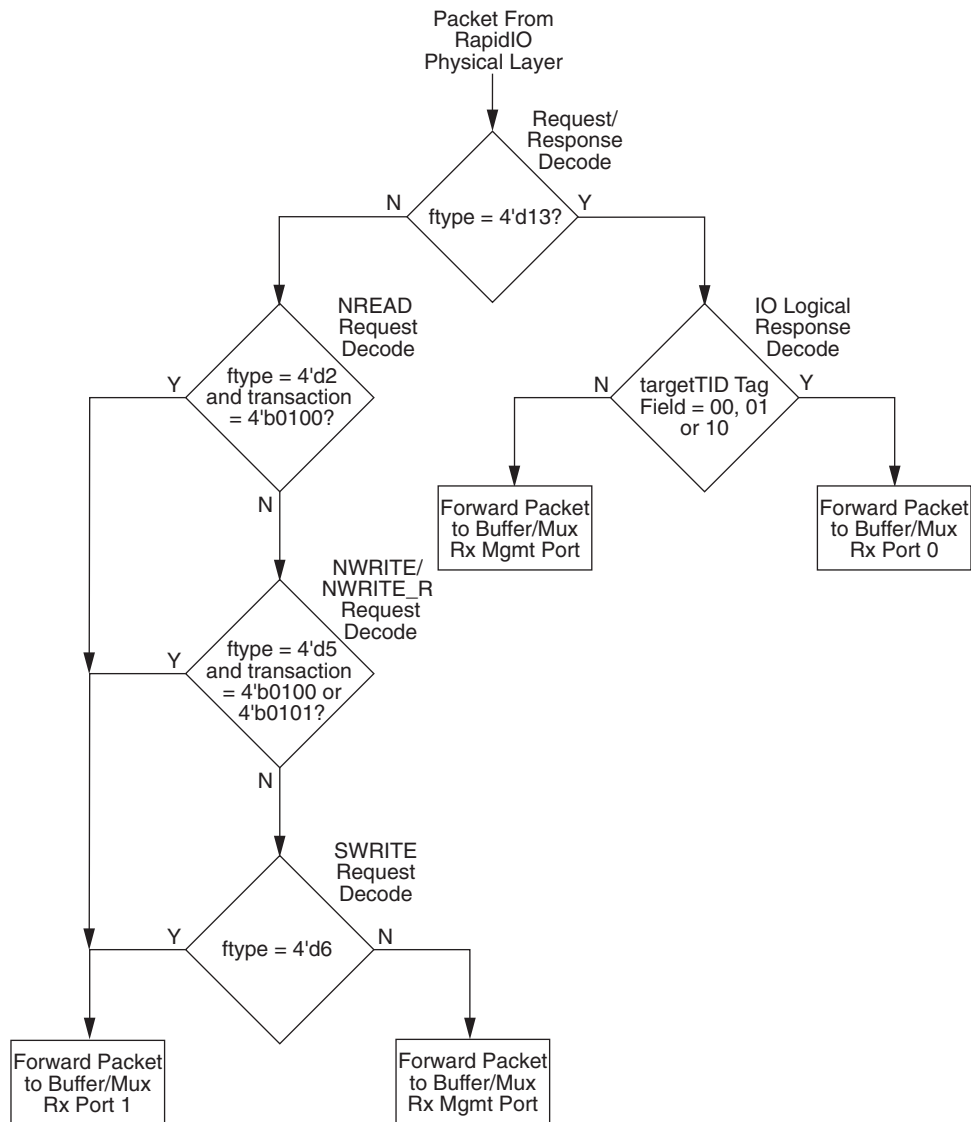 Packet From
RapidIO
Physical Layer
Request/
Response
Decode
N
ftype = 4'd13?
Y
NREAD
Request
Decode
Y
ftype = 4'd2
and transaction
= 4'b0100?
N
IO Logical
Response
Decode
N
targetTID Tag
Field = 00, 01
or 10
Y
Forward Packet
to Buffer/Mux
Rx Mgmt Port
Forward Packet
to Buffer/Mux
Rx Port 0
NWRITE/
NWRITE_R
Request
Decode
Y
ftype = 4'd5
and transaction
= 4'b0100 or
4'b0101?
N
SWRITE
Request
Decode
Y
ftype = 4'd6
N
Forward Packet
to Buffer/Mux
Rx Port 1
Forward Packet
to Buffer/Mux
Rx Mgmt Port